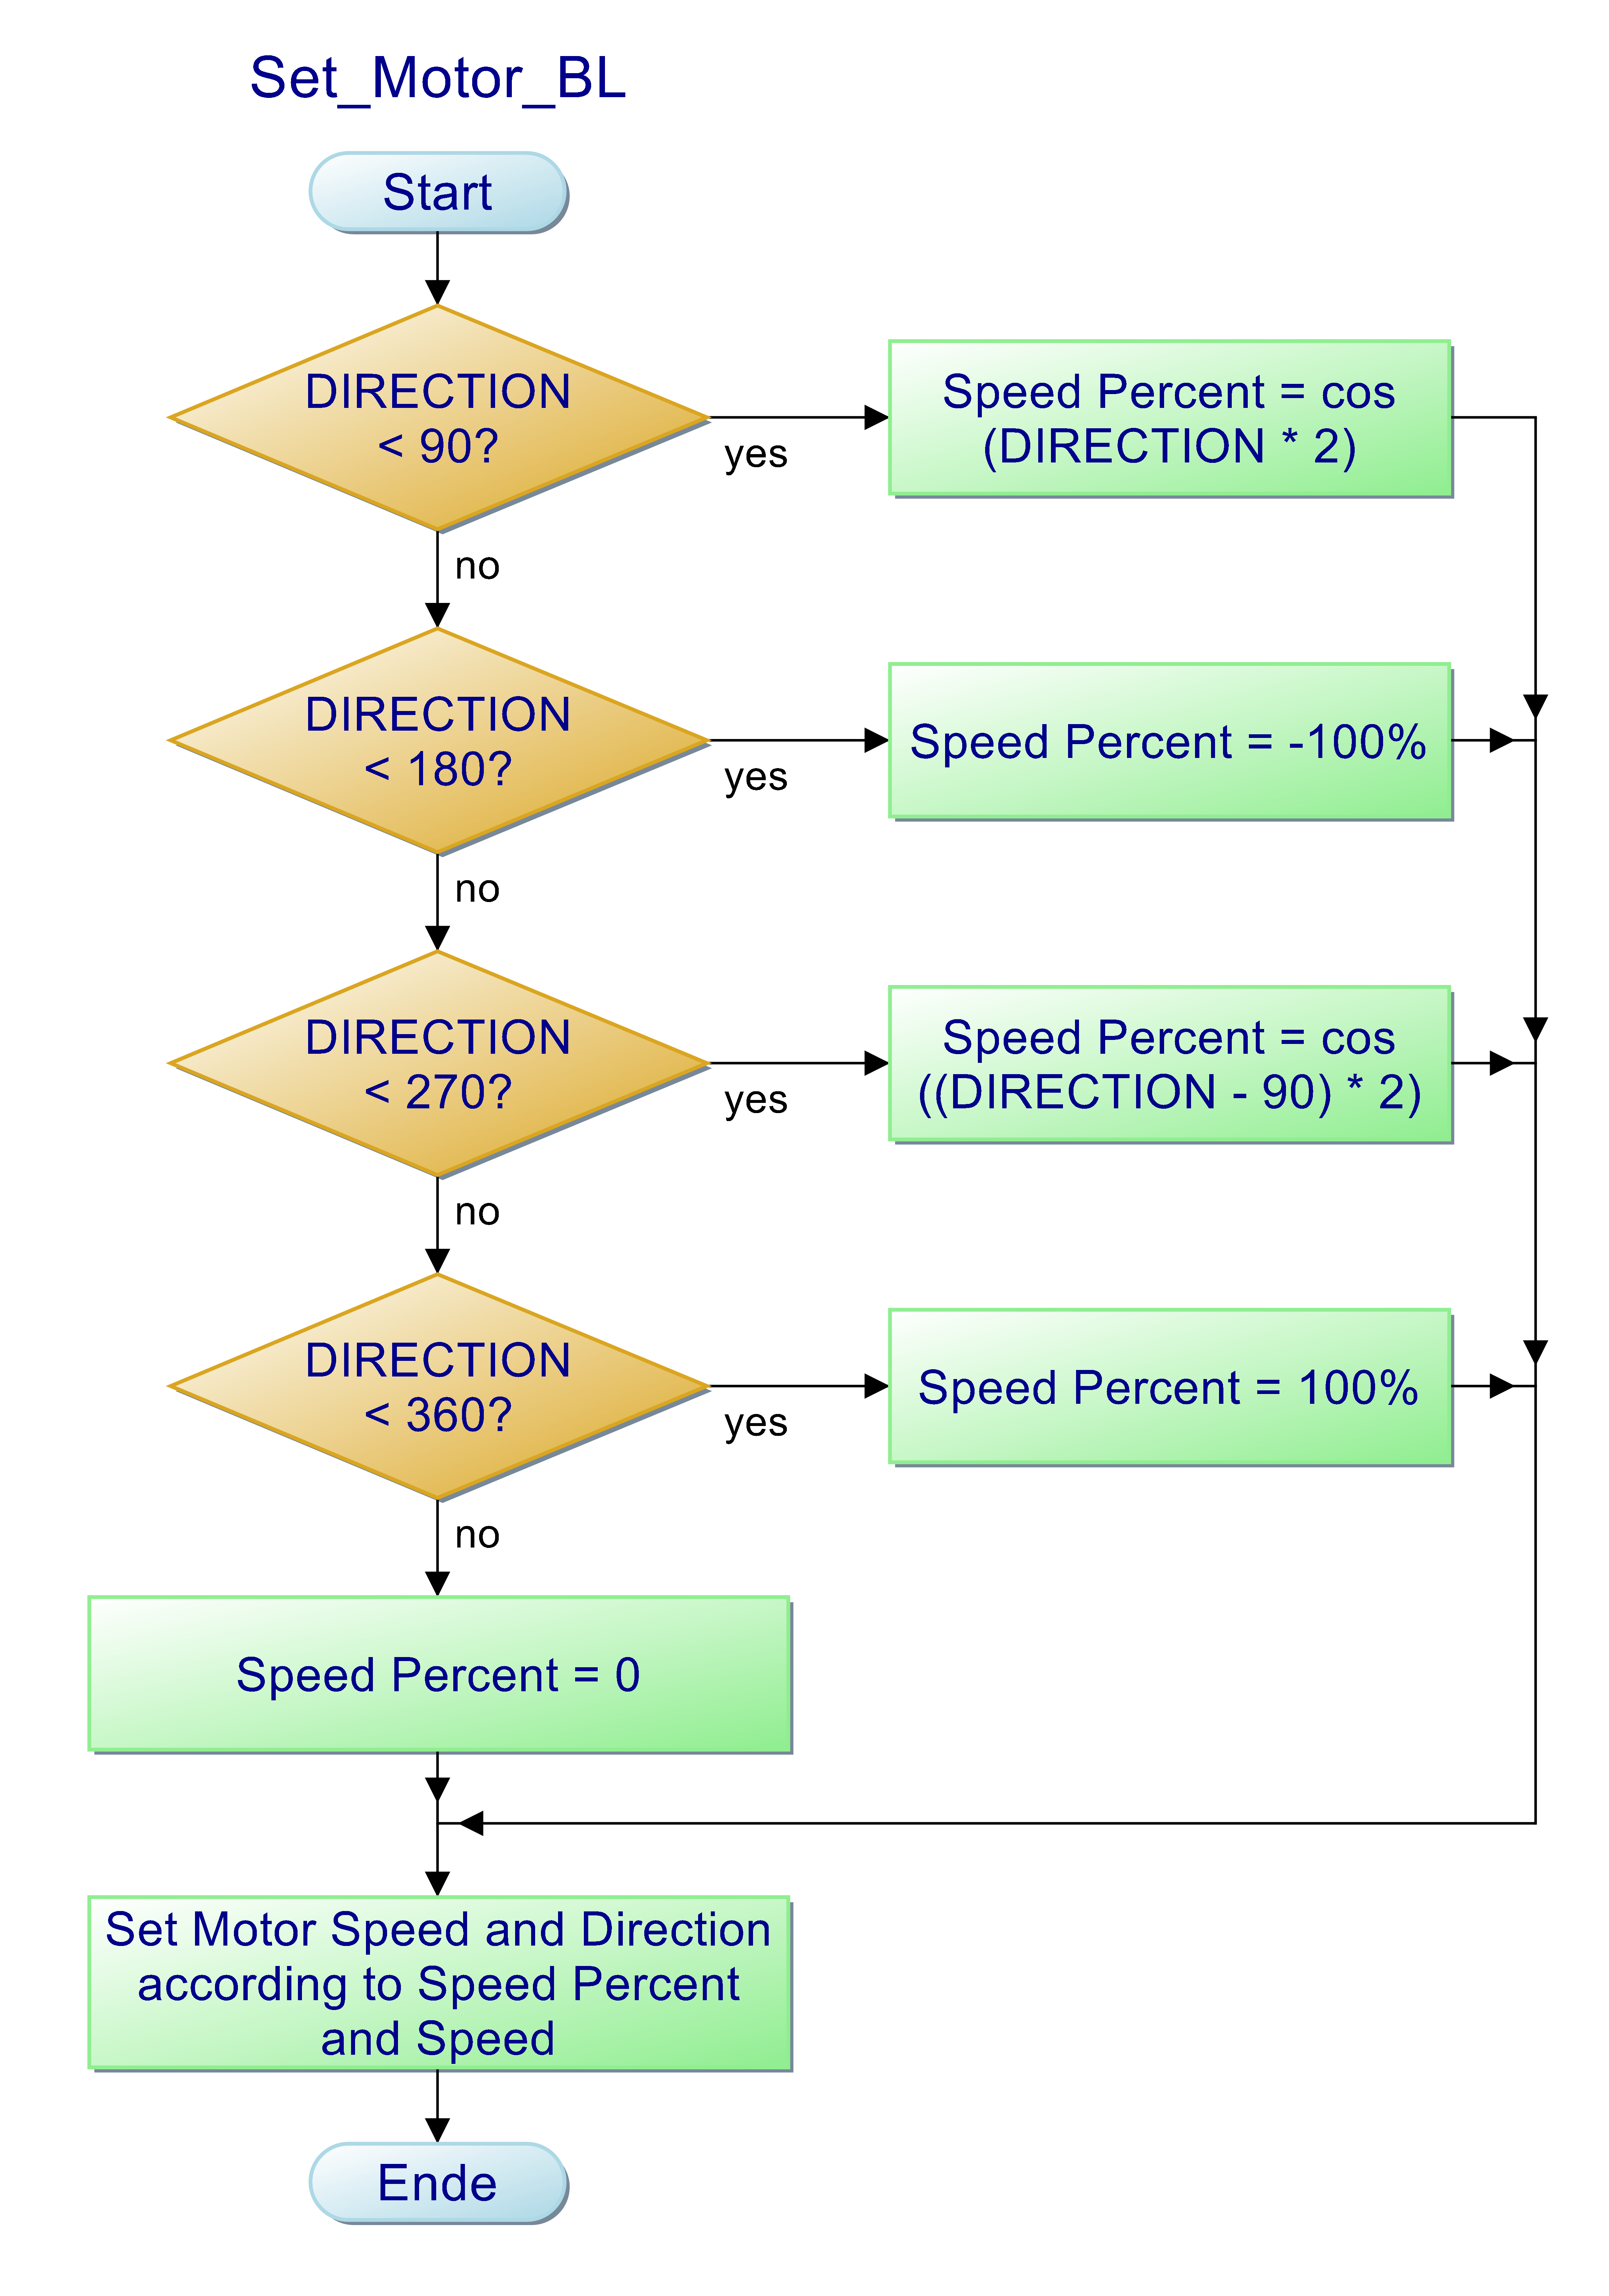 Set_Motor_BL
Start
DIRECTION
< 90?
yes
Speed Percent = cos
(DIRECTION * 2)
no
DIRECTION
< 180?
yes
Speed Percent = -100%
no
DIRECTION
< 270?
yes
Speed Percent = cos
((DIRECTION - 90) * 2)
no
DIRECTION
< 360?
yes
Speed Percent = 100%
no
Speed Percent = 0
Set Motor Speed and Direction
according to Speed Percent
and Speed
Ende